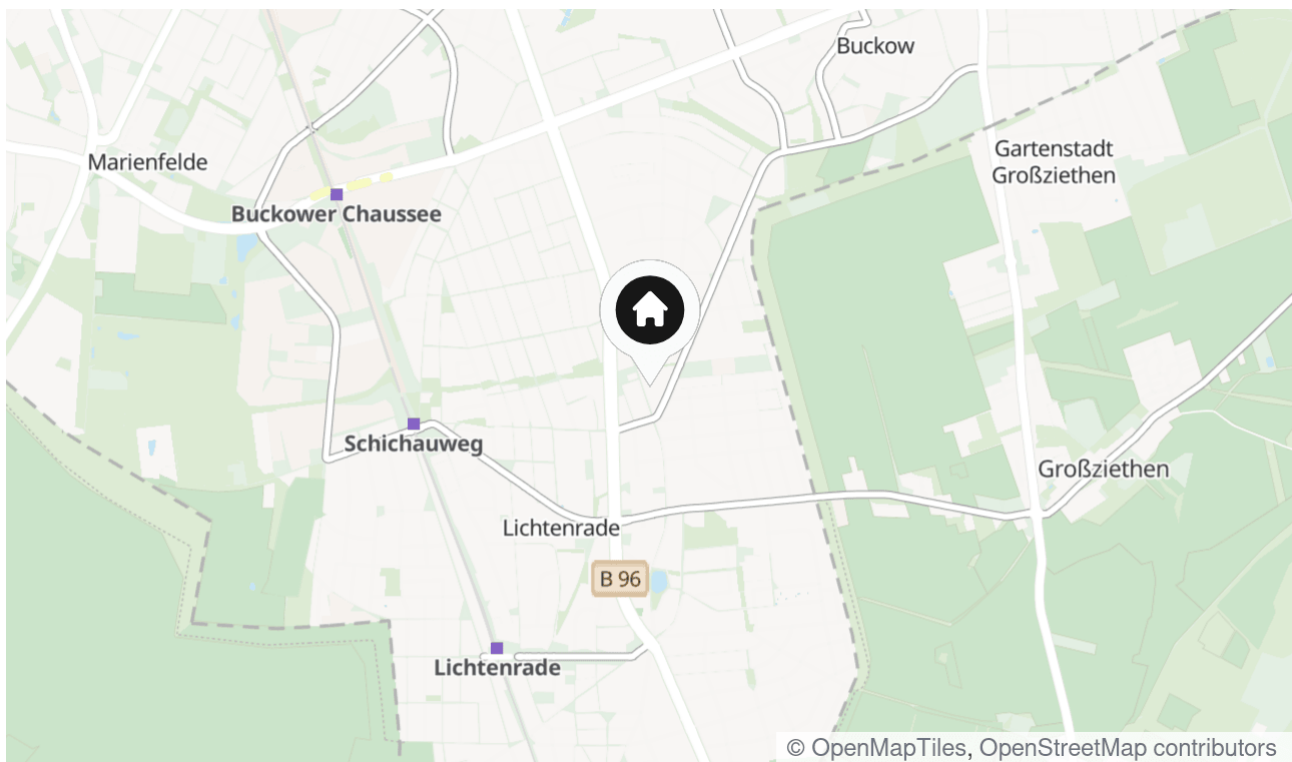 Buckow
Marienfelde
Gartenstadt
Großziethen
Buckower Chaussee
Schichauweg
Großziethen
Lichtenrade
B 96
Lichtenrade
© OpenMapTiles, OpenStreetMap contributors